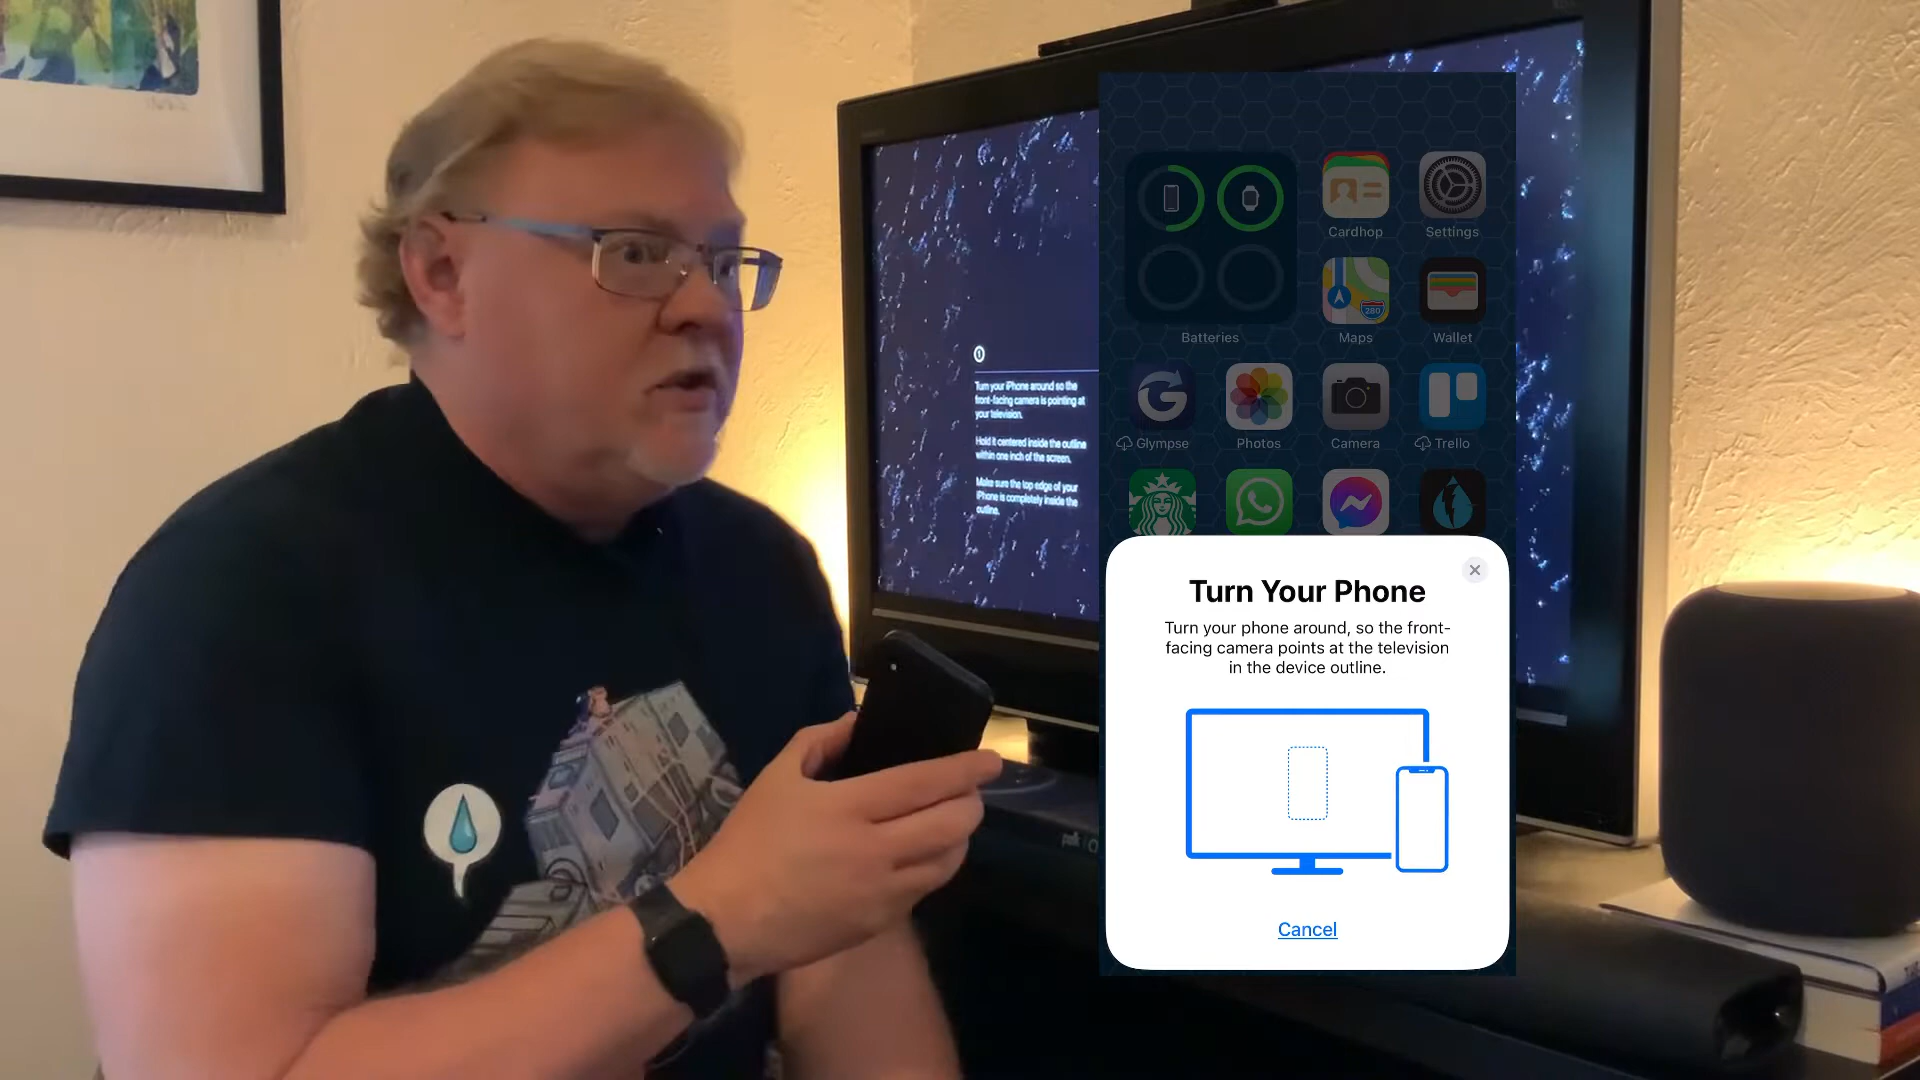 Turn your iPhone around so the
front-facing camera is pointing at
your television.
Hold it centered inside the outline
within one inch of the screen.
Make sure the top edge of your
iPhone is completely inside the
outline.
Cardhop
Settings
280
Batteries
Maps
Wallet
Glympse
Photos
Camera
Trello
Turn Your Phone
Turn your phone around, so the front-
facing camera points at the television
in the device outline.
Cancel
polk